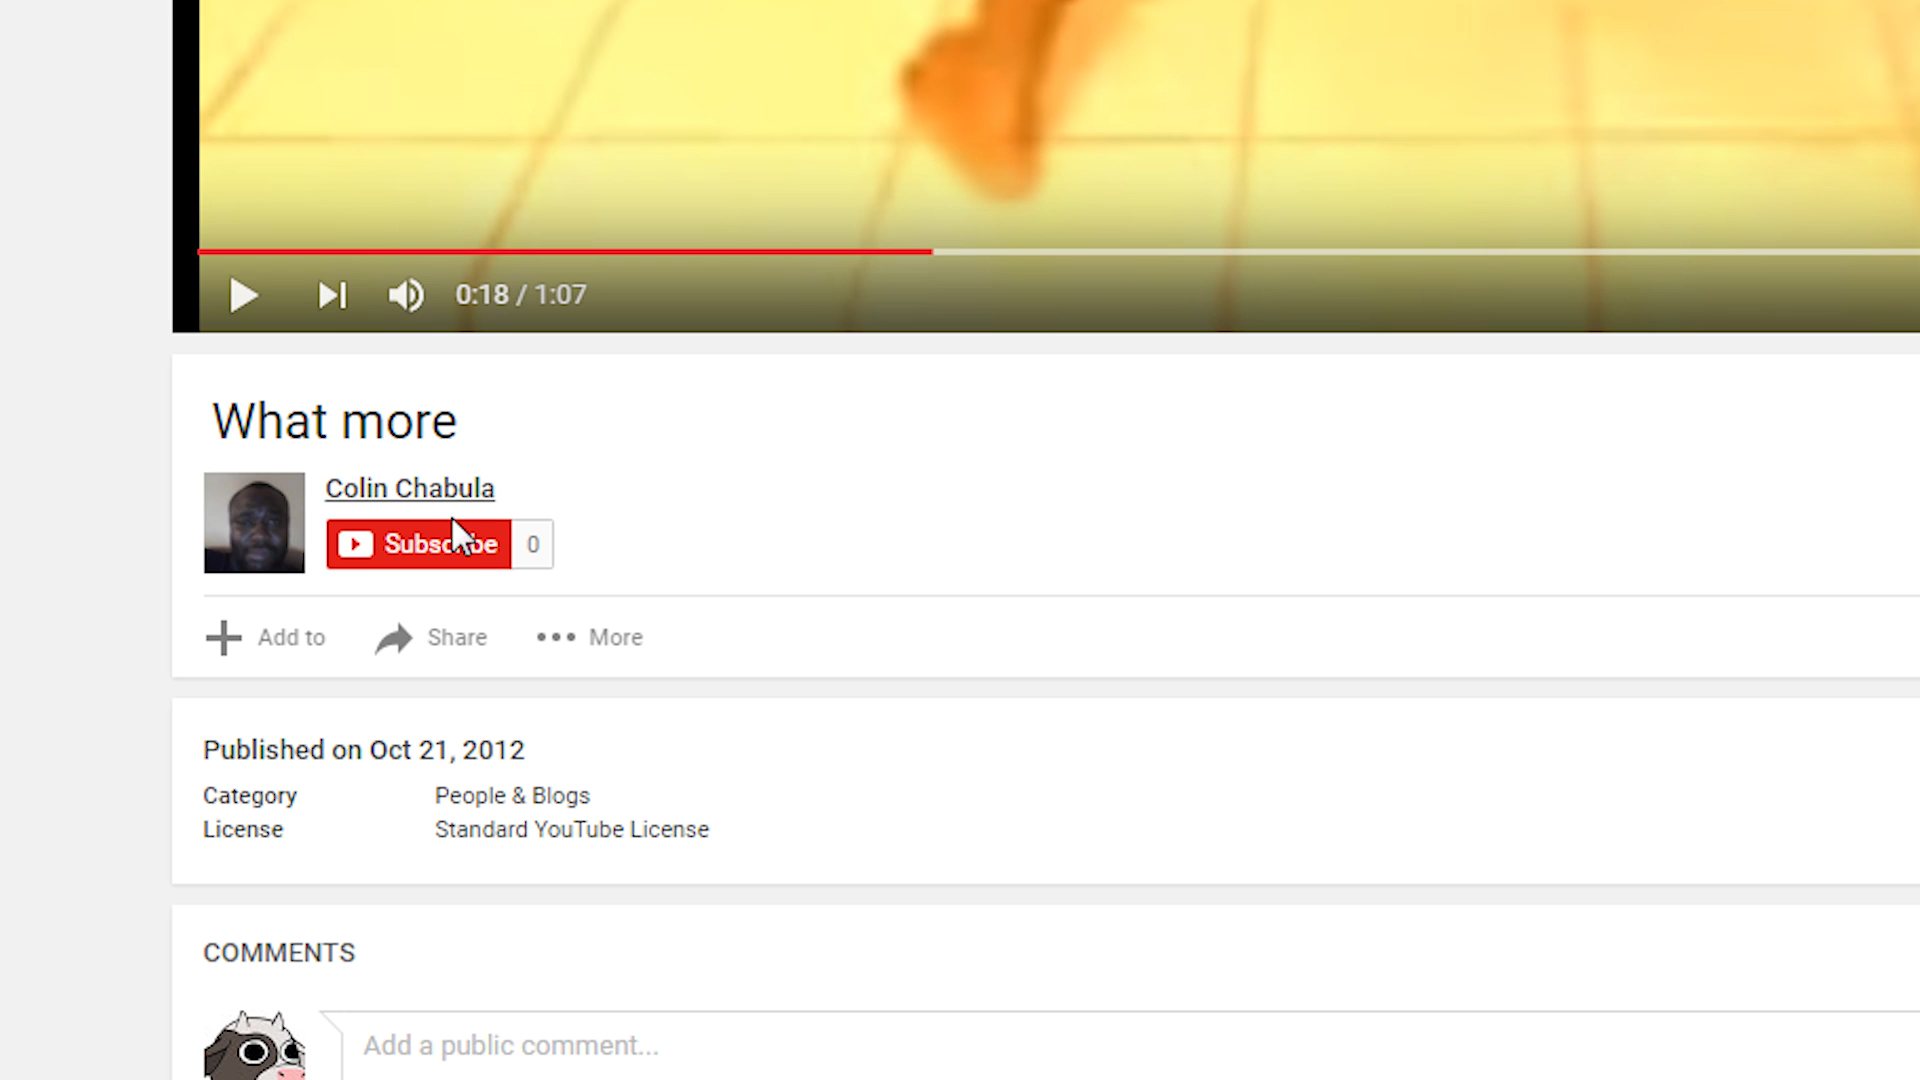 0:18 / 1:07
What more
Colin Chabula
Subscribe 0
Add to Share More
Published on Oct 21, 2012
Category People & Blogs
License Standard YouTube License
COMMENTS
Add a public comment...